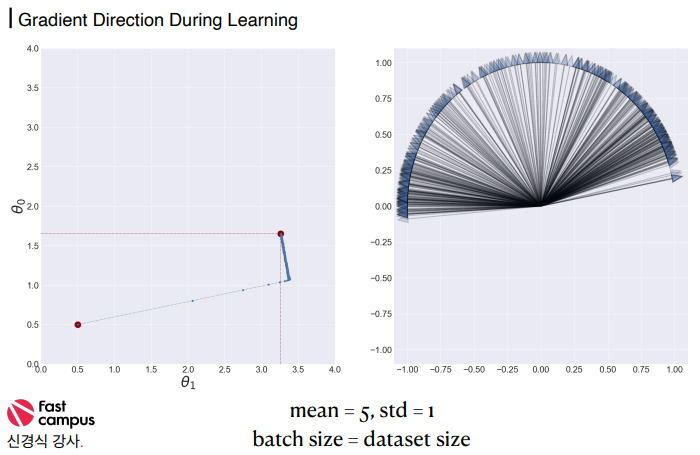 Gradient Direction During Learning
4.0
3.5
3.0
2.5
2.0
1.5
1.0
0.5
0.0
θ0
0.0 0.5 1.0 1.5 2.0 2.5 3.0 3.5 4.0
θ1
1.00
0.75
0.50
0.25
0.00
−0.25
−0.50
−0.75
−1.00
−1.00 −0.75 −0.50 −0.25 0.00 0.25 0.50 0.75 1.00
Fast
campus
신경식 강사.
mean = 5, std = 1
batch size = dataset size